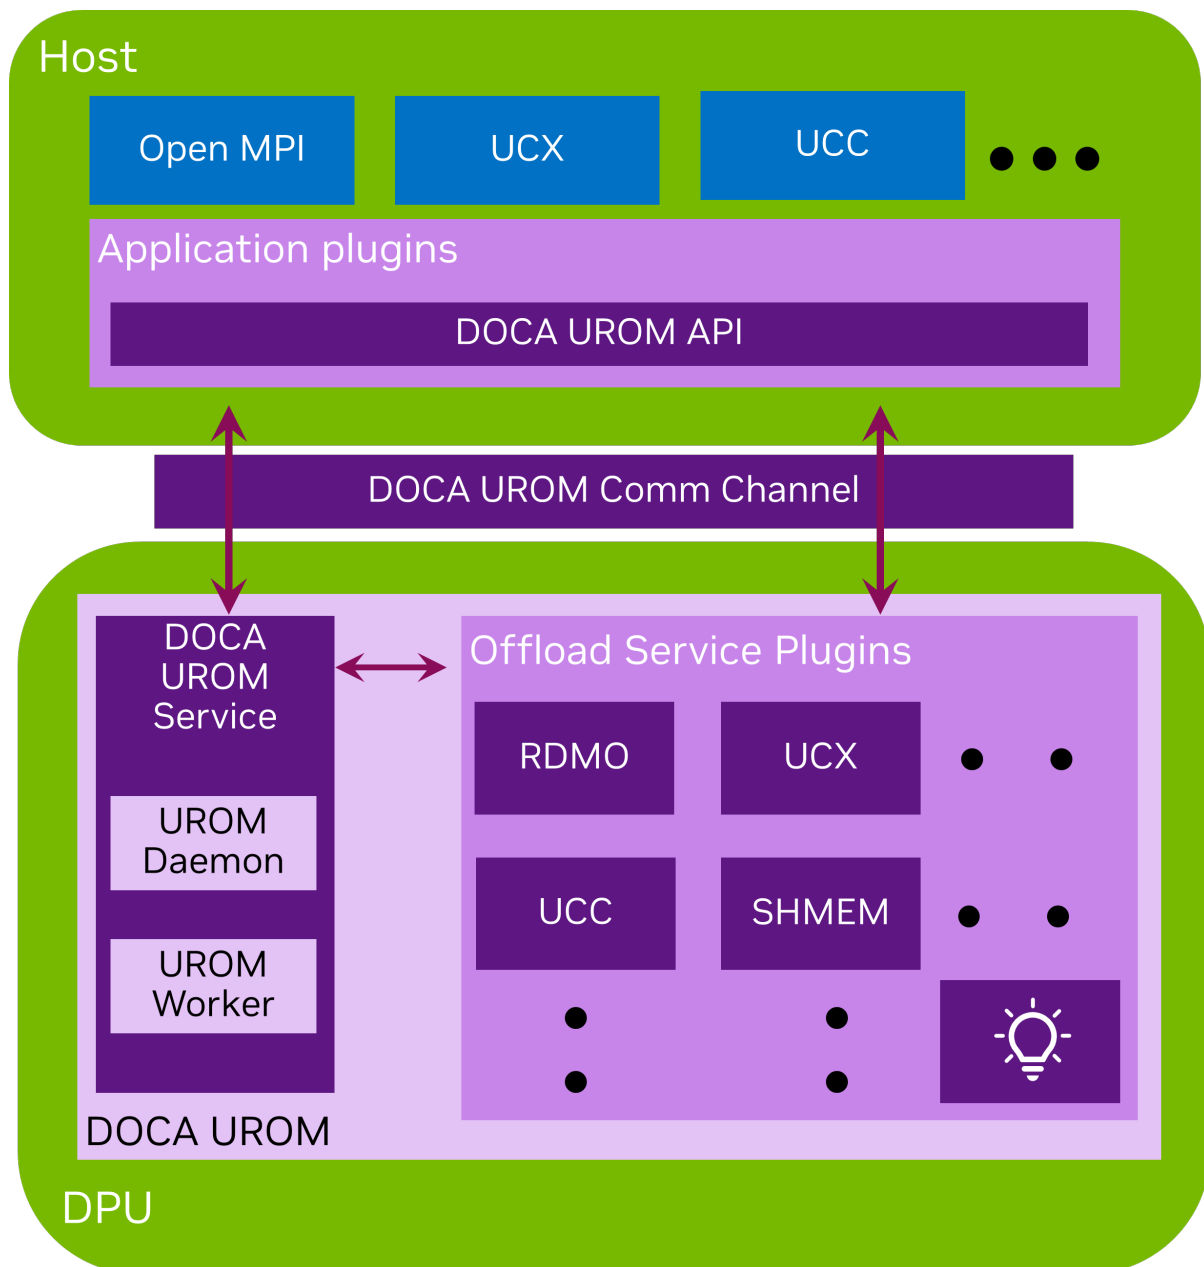 Host
Open MPI
UCX
UCC
Application plugins
DOCA UROM API
DOCA UROM Comm Channel
DOCA
UROM
Service
UROM
Daemon
UROM
Worker
DOCA UROM
Offload Service Plugins
RDMO
UCX
UCC
SHMEM
DPU